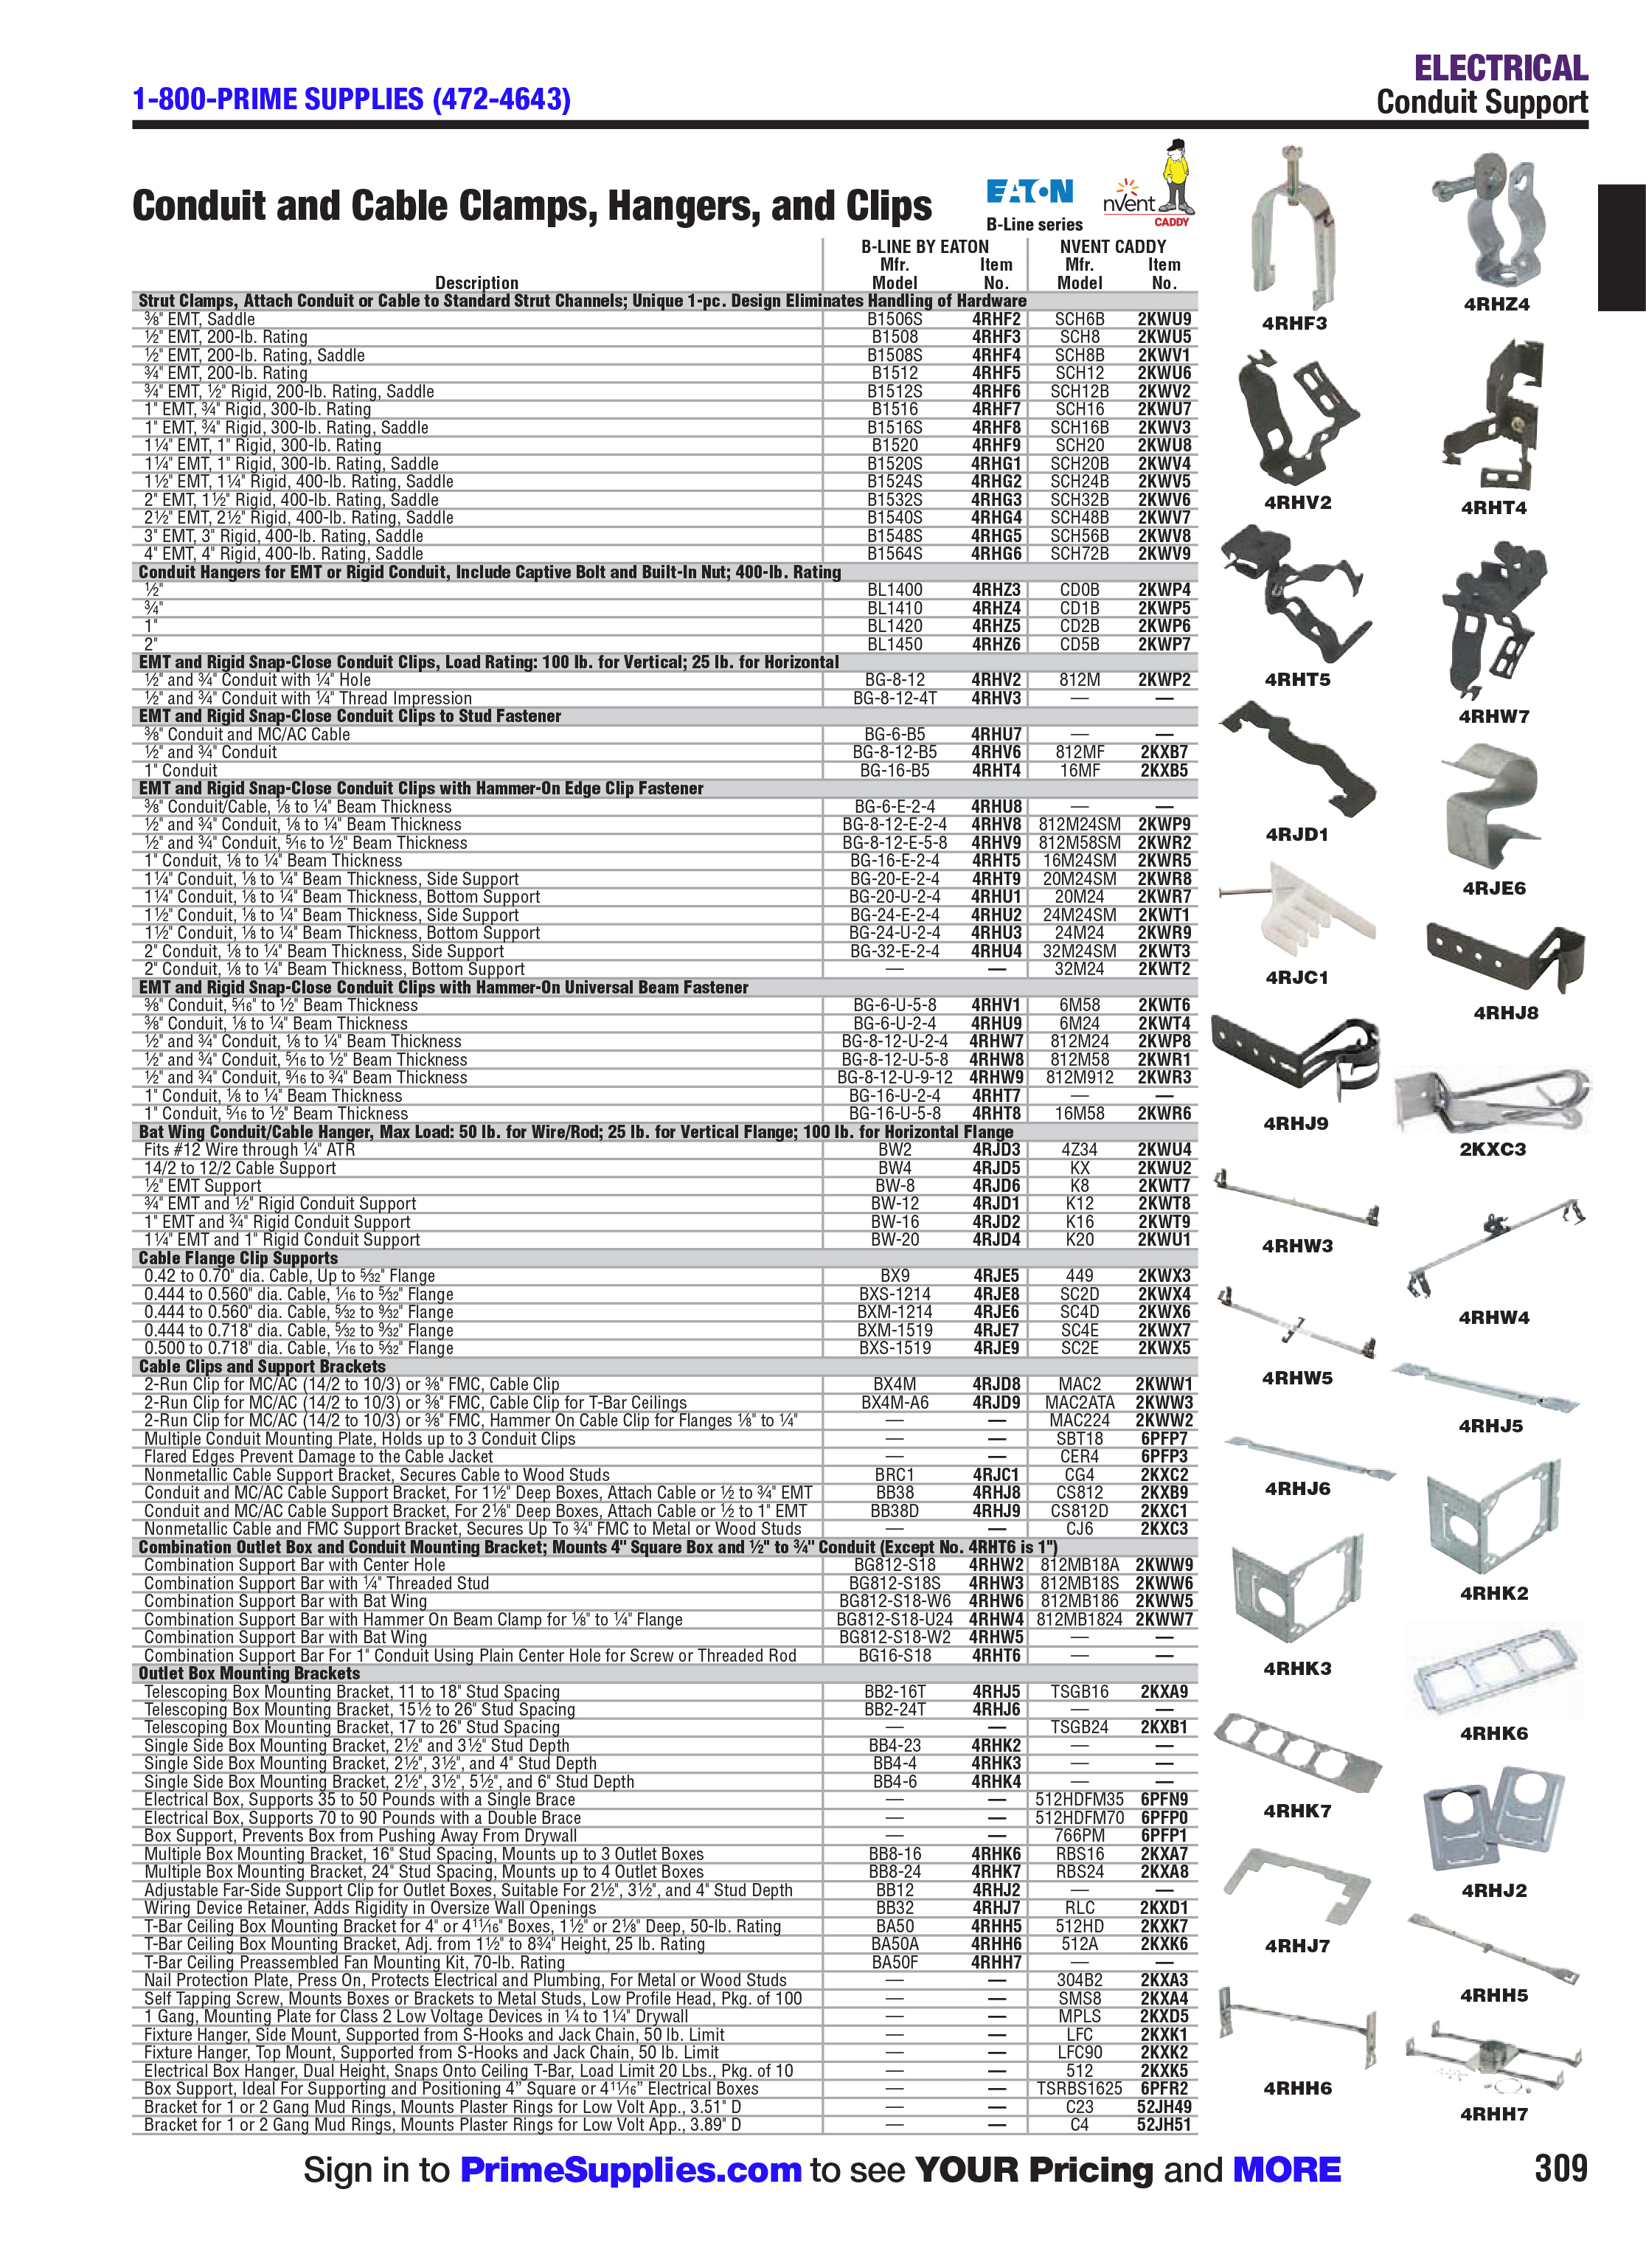 ELECTRICAL
1-800-PRIME SUPPLIES (472-4643)
Conduit Support
Conduit and Cable Clamps, Hangers, and Clips
EATON
B-Line series
nVent
CADDY
B-LINE BY EATON NVENT CADDY
Mfr. Item Mfr. Item
Description Model No. Model No.
Strut Clamps, Attach Conduit or Cable to Standard Strut Channels; Unique 1-pc. Design Eliminates Handling of Hardware
⅜" EMT, Saddle B1506S 4RHF2 SCH6B 2KWU9
½" EMT, 200-lb. Rating B1508 4RHF3 SCH8 2KWU5
½" EMT, 200-lb. Rating, Saddle B1508S 4RHF4 SCH8B 2KWV1
¾" EMT, 200-lb. Rating B1512 4RHF5 SCH12 2KWU6
¾" EMT, ½" Rigid, 200-lb. Rating, Saddle B1512S 4RHF6 SCH12B 2KWV2
1" EMT, ¾" Rigid, 300-lb. Rating B1516 4RHF7 SCH16 2KWU7
1" EMT, ¾" Rigid, 300-lb. Rating, Saddle B1516S 4RHF8 SCH16B 2KWV3
1¼" EMT, 1" Rigid, 300-lb. Rating B1520 4RHF9 SCH20 2KWU8
1¼" EMT, 1" Rigid, 300-lb. Rating, Saddle B1520S 4RHG1 SCH20B 2KWV4
1½" EMT, 1¼" Rigid, 400-lb. Rating, Saddle B1524S 4RHG2 SCH24B 2KWV5
2" EMT, 1½" Rigid, 400-lb. Rating, Saddle B1532S 4RHG3 SCH32B 2KWV6
2½" EMT, 2½" Rigid, 400-lb. Rating, Saddle B1540S 4RHG4 SCH48B 2KWV7
3" EMT, 3" Rigid, 400-lb. Rating, Saddle B1548S 4RHG5 SCH56B 2KWV8
4" EMT, 4" Rigid, 400-lb. Rating, Saddle B1564S 4RHG6 SCH72B 2KWV9
Conduit Hangers for EMT or Rigid Conduit, Include Captive Bolt and Built-In Nut; 400-lb. Rating
½" BL1400 4RHZ3 CD0B 2KWP4
¾" BL1410 4RHZ4 CD1B 2KWP5
1" BL1420 4RHZ5 CD2B 2KWP6
2" BL1450 4RHZ6 CD5B 2KWP7
EMT and Rigid Snap-Close Conduit Clips, Load Rating: 100 lb. for Vertical; 25 lb. for Horizontal
½" and ¾" Conduit with ¼" Hole BG-8-12 4RHV2 812M 2KWP2
½" and ¾" Conduit with ¼" Thread Impression BG-8-12-4T 4RHV3 — —
EMT and Rigid Snap-Close Conduit Clips to Stud Fastener
⅜" Conduit and MC/AC Cable BG-6-B5 4RHU7 — —
½" and ¾" Conduit BG-8-12-B5 4RHV6 812MF 2KXB7
1" Conduit BG-16-B5 4RHT4 16MF 2KXB5
EMT and Rigid Snap-Close Conduit Clips with Hammer-On Edge Clip Fastener
⅜" Conduit/Cable, ⅛ to ¼" Beam Thickness BG-6-E-2-4 4RHU8 — —
½" and ¾" Conduit, ⅛ to ¼" Beam Thickness BG-8-12-E-2-4 4RHV8 812M24SM 2KWP9
½" and ¾" Conduit, 5⁄16 to ½" Beam Thickness BG-8-12-E-5-8 4RHV9 812M58SM 2KWR2
1" Conduit, ⅛ to ¼" Beam Thickness BG-16-E-2-4 4RHT5 16M24SM 2KWR5
1¼" Conduit, ⅛ to ¼" Beam Thickness, Side Support BG-20-E-2-4 4RHT9 20M24SM 2KWR8
1¼" Conduit, ⅛ to ¼" Beam Thickness, Bottom Support BG-20-U-2-4 4RHU1 20M24 2KWR7
1½" Conduit, ⅛ to ¼" Beam Thickness, Side Support BG-24-E-2-4 4RHU2 24M24SM 2KWT1
1½" Conduit, ⅛ to ¼" Beam Thickness, Bottom Support BG-24-U-2-4 4RHU3 24M24 2KWR9
2" Conduit, ⅛ to ¼" Beam Thickness, Side Support BG-32-E-2-4 4RHU4 32M24SM 2KWT3
2" Conduit, ⅛ to ¼" Beam Thickness, Bottom Support — — 32M24 2KWT2
EMT and Rigid Snap-Close Conduit Clips with Hammer-On Universal Beam Fastener
⅜" Conduit, 5⁄16" to ½" Beam Thickness BG-6-U-5-8 4RHV1 6M58 2KWT6
⅜" Conduit, ⅛ to ¼" Beam Thickness BG-6-U-2-4 4RHU9 6M24 2KWT4
½" and ¾" Conduit, ⅛ to ¼" Beam Thickness BG-8-12-U-2-4 4RHW7 812M24 2KWP8
½" and ¾" Conduit, 5⁄16 to ½" Beam Thickness BG-8-12-U-5-8 4RHW8 812M58 2KWR1
½" and ¾" Conduit, 9⁄16 to ¾" Beam Thickness BG-8-12-U-9-12 4RHW9 812M912 2KWR3
1" Conduit, ⅛ to ¼" Beam Thickness BG-16-U-2-4 4RHT7 — —
1" Conduit, 5⁄16 to ½" Beam Thickness BG-16-U-5-8 4RHT8 16M58 2KWR6
Bat Wing Conduit/Cable Hanger, Max Load: 50 lb. for Wire/Rod; 25 lb. for Vertical Flange; 100 lb. for Horizontal Flange
Fits #12 Wire through ¼" ATR BW2 4RJD3 4Z34 2KWU4
14/2 to 12/2 Cable Support BW4 4RJD5 KX 2KWU2
½" EMT Support BW-8 4RJD6 K8 2KWT7
¾" EMT and ½" Rigid Conduit Support BW-12 4RJD1 K12 2KWT8
1" EMT and ¾" Rigid Conduit Support BW-16 4RJD2 K16 2KWT9
1¼" EMT and 1" Rigid Conduit Support BW-20 4RJD4 K20 2KWU1
Cable Flange Clip Supports
0.42 to 0.70" dia. Cable, Up to 5⁄32" Flange BX9 4RJE5 449 2KWX3
0.444 to 0.560" dia. Cable, 1⁄16 to 5⁄32" Flange BXS-1214 4RJE8 SC2D 2KWX4
0.444 to 0.560" dia. Cable, 5⁄32 to 9⁄32" Flange BXM-1214 4RJE6 SC4D 2KWX6
0.444 to 0.718" dia. Cable, 5⁄32 to 9⁄32" Flange BXM-1519 4RJE7 SC4E 2KWX7
0.500 to 0.718" dia. Cable, 1⁄16 to 5⁄32" Flange BXS-1519 4RJE9 SC2E 2KWX5
Cable Clips and Support Brackets
2-Run Clip for MC/AC (14/2 to 10/3) or ⅜" FMC, Cable Clip BX4M 4RJD8 MAC2 2KWW1
2-Run Clip for MC/AC (14/2 to 10/3) or ⅜" FMC, Cable Clip for T-Bar Ceilings BX4M-A6 4RJD9 MAC2ATA 2KWW3
2-Run Clip for MC/AC (14/2 to 10/3) or ⅜" FMC, Hammer On Cable Clip for Flanges ⅛" to ¼" — — MAC224 2KWW2
Multiple Conduit Mounting Plate, Holds up to 3 Conduit Clips — — SBT18 6PFP7
Flared Edges Prevent Damage to the Cable Jacket — — CER4 6PFP3
Nonmetallic Cable Support Bracket, Secures Cable to Wood Studs BRC1 4RJC1 CG4 2KXC2
Conduit and MC/AC Cable Support Bracket, For 1½" Deep Boxes, Attach Cable or ½ to ¾" EMT BB38 4RHJ8 CS812 2KXB9
Conduit and MC/AC Cable Support Bracket, For 2⅛" Deep Boxes, Attach Cable or ½ to 1" EMT BB38D 4RHJ9 CS812D 2KXC1
Nonmetallic Cable and FMC Support Bracket, Secures Up To ¾" FMC to Metal or Wood Studs — — CJ6 2KXC3
Combination Outlet Box and Conduit Mounting Bracket; Mounts 4" Square Box and ½" to ¾" Conduit (Except No. 4RHT6 is 1")
Combination Support Bar with Center Hole BG812-S18 4RHW2 812MB18A 2KWW9
Combination Support Bar with ¼" Threaded Stud BG812-S18S 4RHW3 812MB18S 2KWW6
Combination Support Bar with Bat Wing BG812-S18-W6 4RHW6 812MB186 2KWW5
Combination Support Bar with Hammer On Beam Clamp for ⅛" to ¼" Flange BG812-S18-U24 4RHW4 812MB1824 2KWW7
Combination Support Bar with Bat Wing BG812-S18-W2 4RHW5 — —
Combination Support Bar For 1" Conduit Using Plain Center Hole for Screw or Threaded Rod BG16-S18 4RHT6 — —
Outlet Box Mounting Brackets
Telescoping Box Mounting Bracket, 11 to 18" Stud Spacing BB2-16T 4RHJ5 TSGB16 2KXA9
Telescoping Box Mounting Bracket, 15½ to 26" Stud Spacing BB2-24T 4RHJ6 — —
Telescoping Box Mounting Bracket, 17 to 26" Stud Spacing — — TSGB24 2KXB1
Single Side Box Mounting Bracket, 2½" and 3½" Stud Depth BB4-23 4RHK2 — —
Single Side Box Mounting Bracket, 2½", 3½", and 4" Stud Depth BB4-4 4RHK3 — —
Single Side Box Mounting Bracket, 2½", 3½", 5½", and 6" Stud Depth BB4-6 4RHK4 — —
Electrical Box, Supports 35 to 50 Pounds with a Single Brace — — 512HDFM35 6PFN9
Electrical Box, Supports 70 to 90 Pounds with a Double Brace — — 512HDFM70 6PFP0
Box Support, Prevents Box from Pushing Away From Drywall — — 766PM 6PFP1
Multiple Box Mounting Bracket, 16" Stud Spacing, Mounts up to 3 Outlet Boxes BB8-16 4RHK6 RBS16 2KXA7
Multiple Box Mounting Bracket, 24" Stud Spacing, Mounts up to 4 Outlet Boxes BB8-24 4RHK7 RBS24 2KXA8
Adjustable Far-Side Support Clip for Outlet Boxes, Suitable For 2½", 3½", and 4" Stud Depth BB12 4RHJ2 — —
Wiring Device Retainer, Adds Rigidity in Oversize Wall Openings BB32 4RHJ7 RLC 2KXD1
T-Bar Ceiling Box Mounting Bracket for 4" or 4¹¹⁄16" Boxes, 1½" or 2⅛" Deep, 50-lb. Rating BA50 4RHH5 512HD 2KXK7
T-Bar Ceiling Box Mounting Bracket, Adj. from 1½" to 8¾" Height, 25 lb. Rating BA50A 4RHH6 512A 2KXK6
T-Bar Ceiling Preassembled Fan Mounting Kit, 70-lb. Rating BA50F 4RHH7 — —
Nail Protection Plate, Press On, Protects Electrical and Plumbing, For Metal or Wood Studs — — 304B2 2KXA3
Self Tapping Screw, Mounts Boxes or Brackets to Metal Studs, Low Profile Head, Pkg. of 100 — — SMS8 2KXA4
1 Gang, Mounting Plate for Class 2 Low Voltage Devices in ¼ to 1¼" Drywall — — MPLS 2KXD5
Fixture Hanger, Side Mount, Supported from S-Hooks and Jack Chain, 50 lb. Limit — — LFC 2KXK1
Fixture Hanger, Top Mount, Supported from S-Hooks and Jack Chain, 50 lb. Limit — — LFC90 2KXK2
Electrical Box Hanger, Dual Height, Snaps Onto Ceiling T-Bar, Load Limit 20 Lbs., Pkg. of 10 — — 512 2KXK5
Box Support, Ideal For Supporting and Positioning 4” Square or 4¹¹⁄16” Electrical Boxes — — TSRBS1625 6PFR2
Bracket for 1 or 2 Gang Mud Rings, Mounts Plaster Rings for Low Volt App., 3.51" D — — C23 52JH49
Bracket for 1 or 2 Gang Mud Rings, Mounts Plaster Rings for Low Volt App., 3.89" D — — C4 52JH51
4RHF3
4RHZ4
4RHV2
4RHT4
4RHT5
4RHW7
4RJD1
4RJE6
4RJC1
4RHJ8
4RHJ9
2KXC3
4RHW3
4RHW4
4RHW5
4RHJ5
4RHJ6
4RHK2
4RHK3
4RHK6
4RHK7
4RHJ2
4RHJ7
4RHH5
4RHH6
4RHH7
Sign in to PrimeSupplies.com to see YOUR Pricing and MORE
309